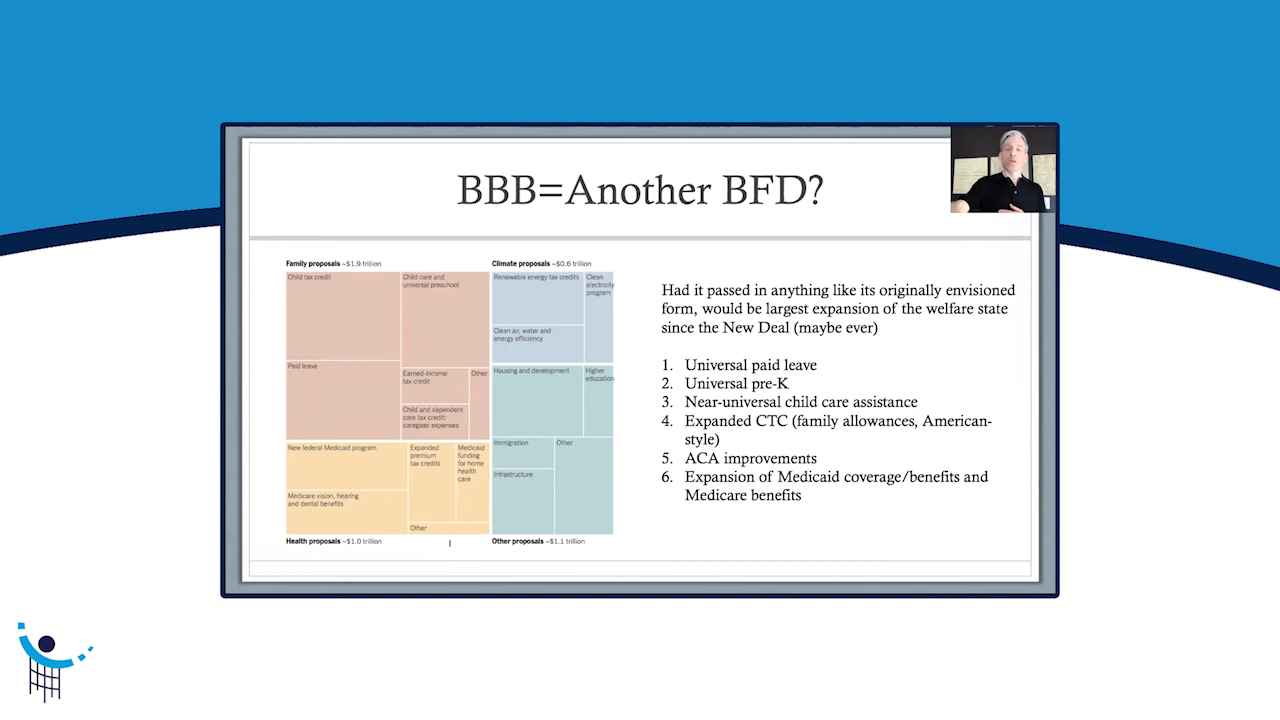 BBB=Another BFD?
Family proposals ~$1.9 trillion
Child tax credit
Child care and
universal preschool
Paid leave
Earned-income
tax credit
Other
Child and dependent
care tax credit;
caregiver expenses
Climate proposals ~$0.6 trillion
Renewable energy tax credits
Clean
electricity
program
Clean air, water and
energy efficiency
Housing and development
Higher
education
Immigration
Other
Infrastructure
Other proposals ~$1.1 trillion
New federal Medicaid program
Expanded
premium
tax credits
Medicaid
funding
for home
health
care
Medicare vision, hearing
and dental benefits
Other
Health proposals ~$1.0 trillion
Had it passed in anything like its originally envisioned
form, would be largest expansion of the welfare state
since the New Deal (maybe ever)
1. Universal paid leave
2. Universal pre-K
3. Near-universal child care assistance
4. Expanded CTC (family allowances, American-
style)
5. ACA improvements
6. Expansion of Medicaid coverage/benefits and
Medicare benefits